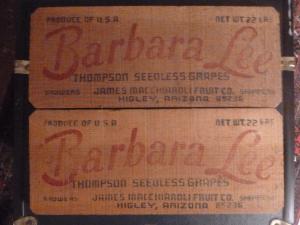 PRODUCE OF U.S.A. NET WT. 22 LBS
Barbara Lee
THOMPSON SEEDLESS GRAPES
GROWERS JAMES MACCHIAROLI FRUIT CO. SHIPPERS
HIGLEY, ARIZONA 85236
PRODUCE OF U.S.A NET WT. 22 LBS
Barbara Lee
THOMPSON SEEDLESS GRAPES
GROWERS JAMES MACCHIAROLI FRUIT CO. SHIPPERS
HIGLEY, ARIZONA 85236